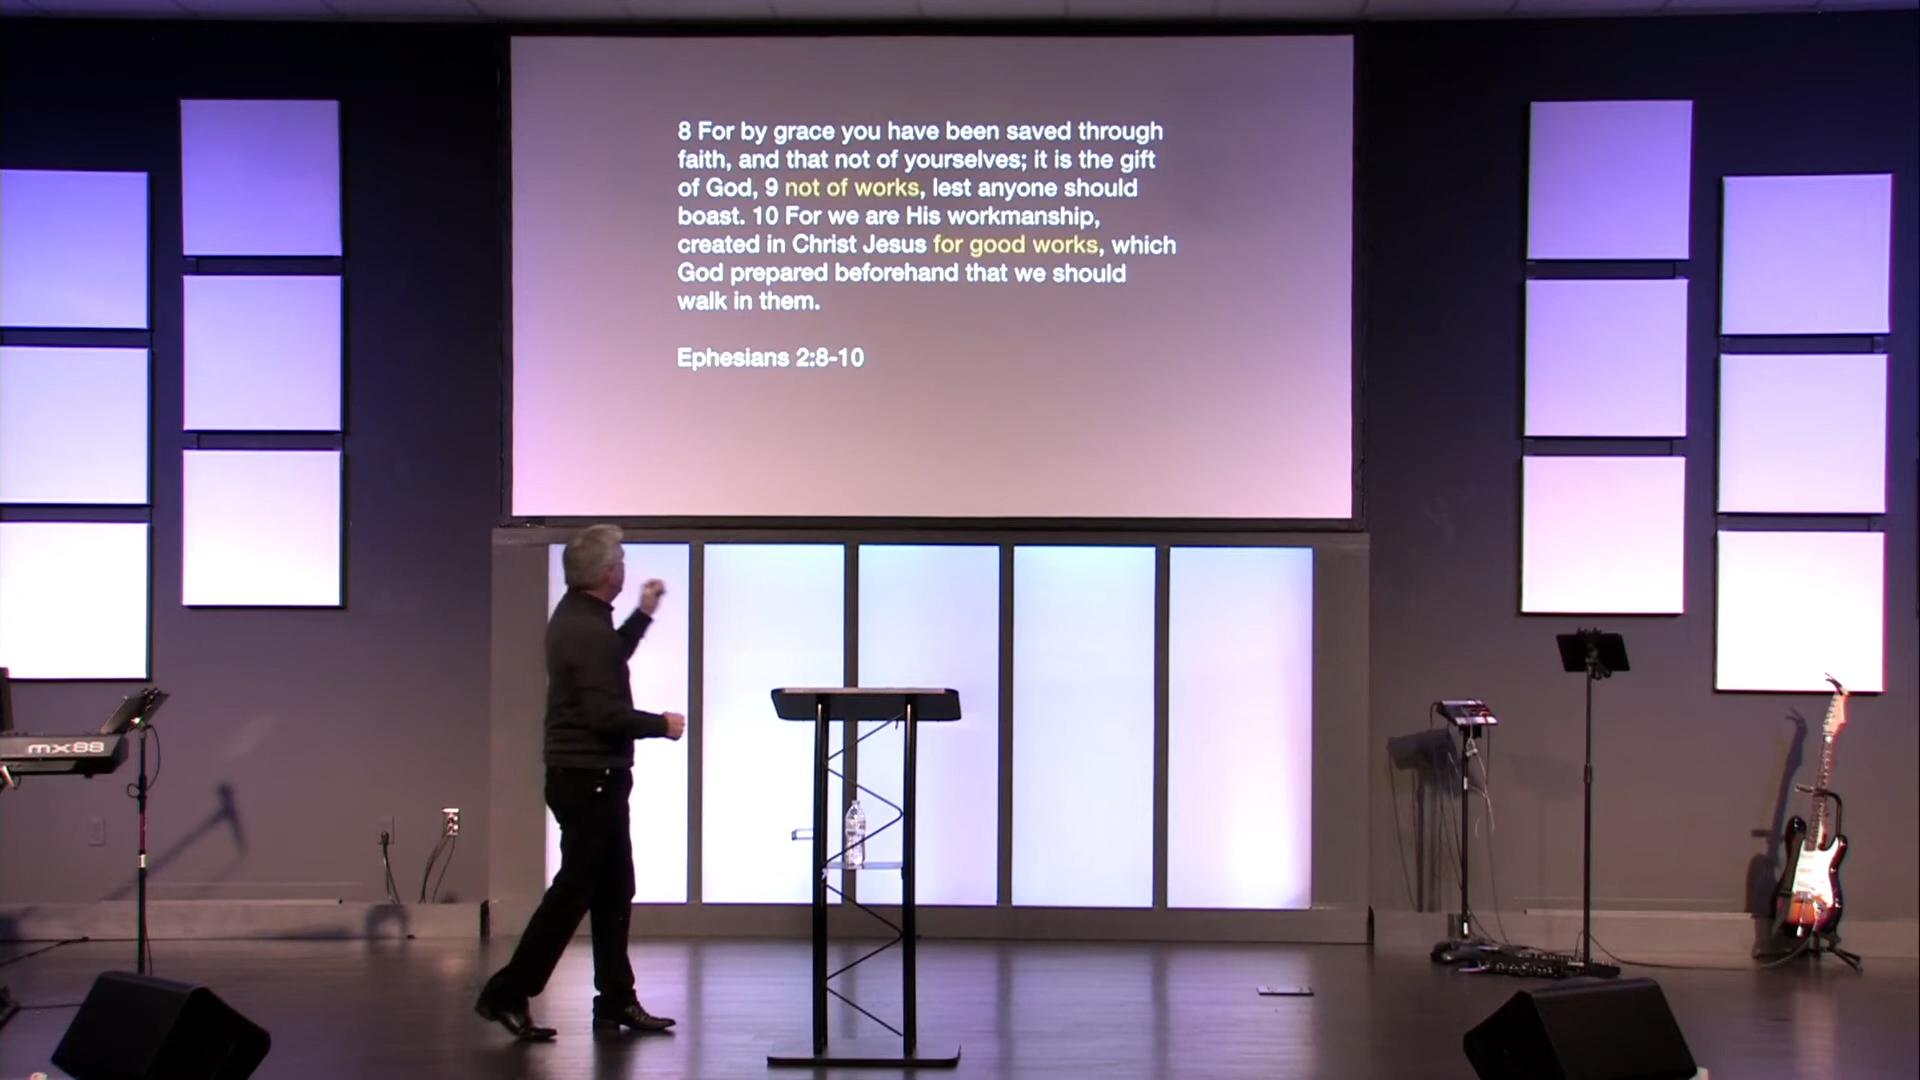 8 For by grace you have been saved through
faith, and that not of yourselves; it is the gift
of God, 9 not of works, lest anyone should
boast. 10 For we are His workmanship,
created in Christ Jesus for good works, which
God prepared beforehand that we should
walk in them.
Ephesians 2:8-10
mx88